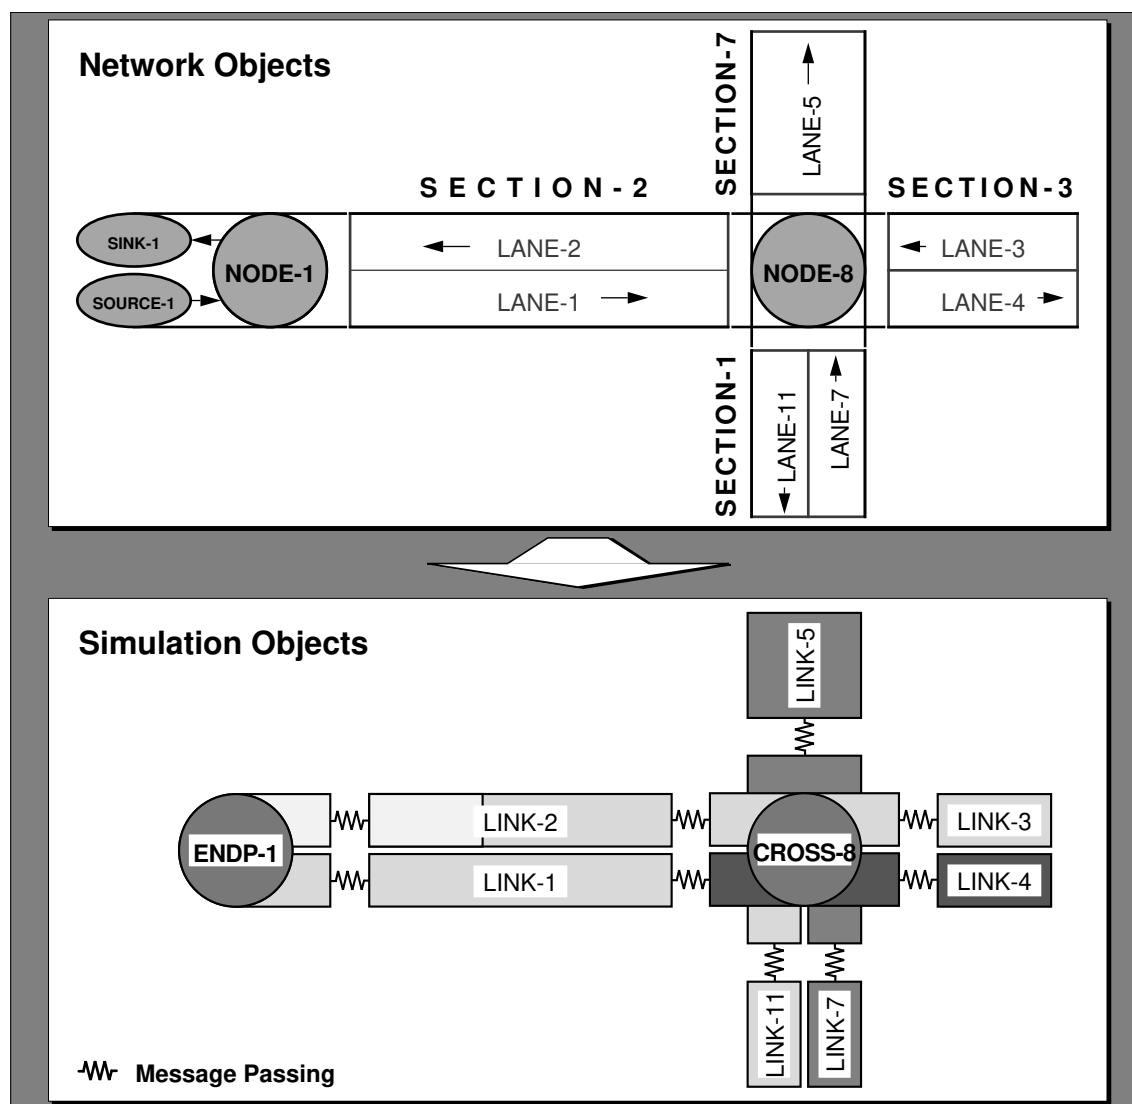 Network Objects
SECTION-7
LANE-5
SECTION-2
SECTION-3
SINK-1
NODE-1
LANE-2
NODE-8
LANE-3
SOURCE-1
LANE-1
LANE-4
SECTION-1
LANE-11
LANE-7
Simulation Objects
LINK-5
LINK-2
LINK-3
ENDP-1
CROSS-8
LINK-1
LINK-4
LINK-11
LINK-7
Message Passing